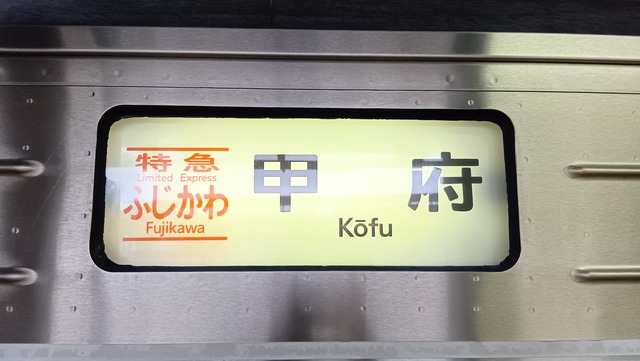 特急
Limited Express
ふじかわ
Fujikawa
甲府
Kōfu